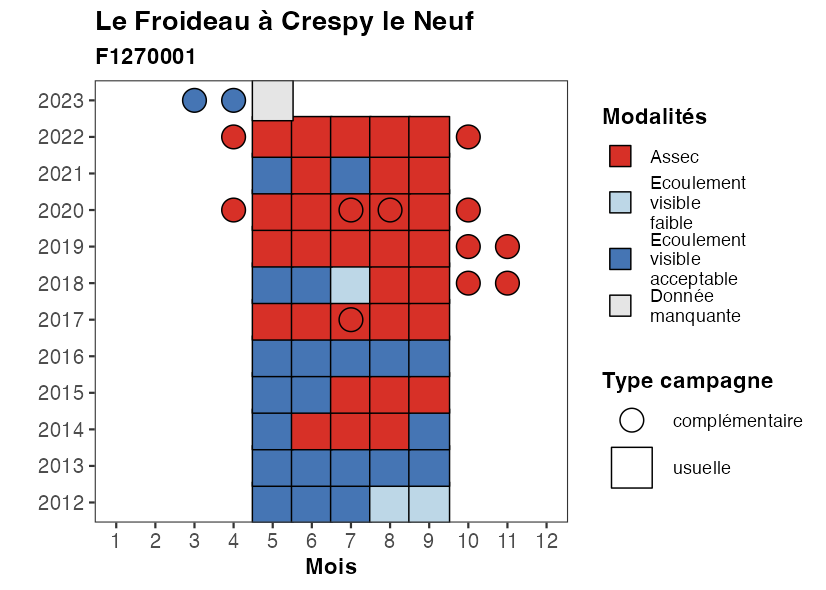 Le Froideau à Crespy le Neuf
F1270001
2023
2022
2021
2020
2019
2018
2017
2016
2015
2014
2013
2012
1 2 3 4 5 6 7 8 9 10 11 12
Mois
Modalités
Assec
Ecoulement
visible
faible
Ecoulement
visible
acceptable
Donnée
manquante
Type campagne
complémentaire
usuelle